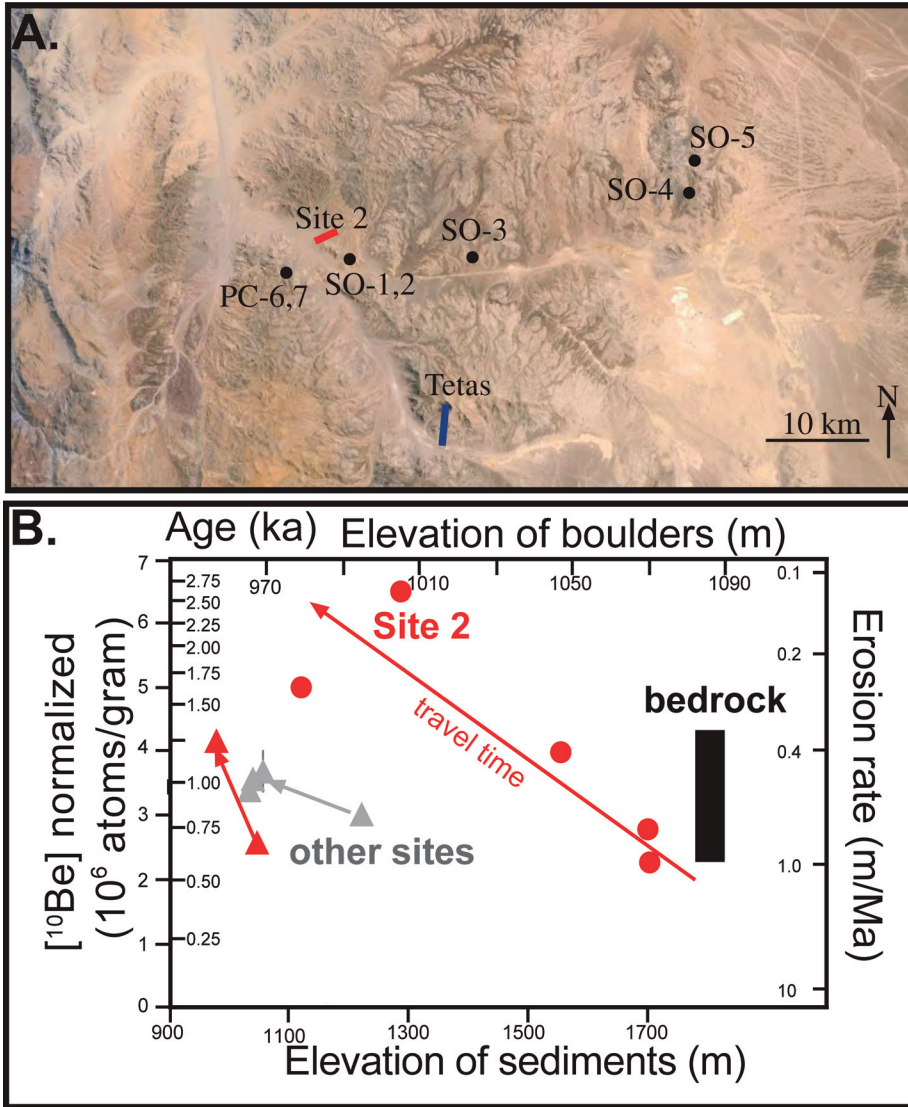 A.
SO-5
SO-4
Site 2
SO-3
SO-1,2
PC-6,7
Tetas
N
10 km
B.
Age (ka)
Elevation of boulders (m)
970
1010
1050
1090
7
6
5
4
3
2
1
0
2.75
2.50
2.25
2.00
1.75
1.50
1.00
0.75
0.50
0.25
0.1
0.2
0.4
1.0
10
Site 2
travel time
bedrock
other sites
[¹⁰Be] normalized
(10⁶ atoms/gram)
Erosion rate (m/Ma)
900
1100
1300
1500
1700
Elevation of sediments (m)